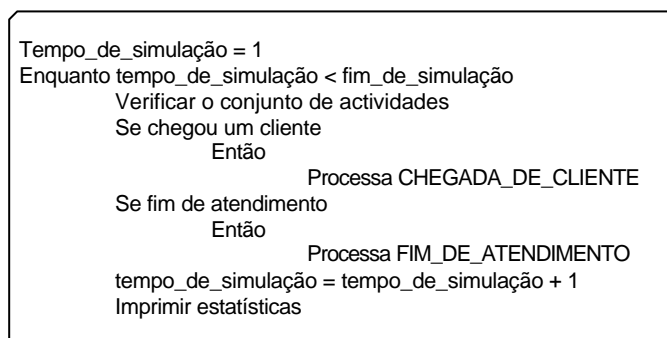 Tempo_de_simulação = 1
Enquanto tempo_de_simulação < fim_de_simulação
Verificar o conjunto de actividades
Se chegou um cliente
Então
Processa CHEGADA_DE_CLIENTE
Se fim de atendimento
Então
Processa FIM_DE_ATENDIMENTO
tempo_de_simulação = tempo_de_simulação + 1
Imprimir estatísticas